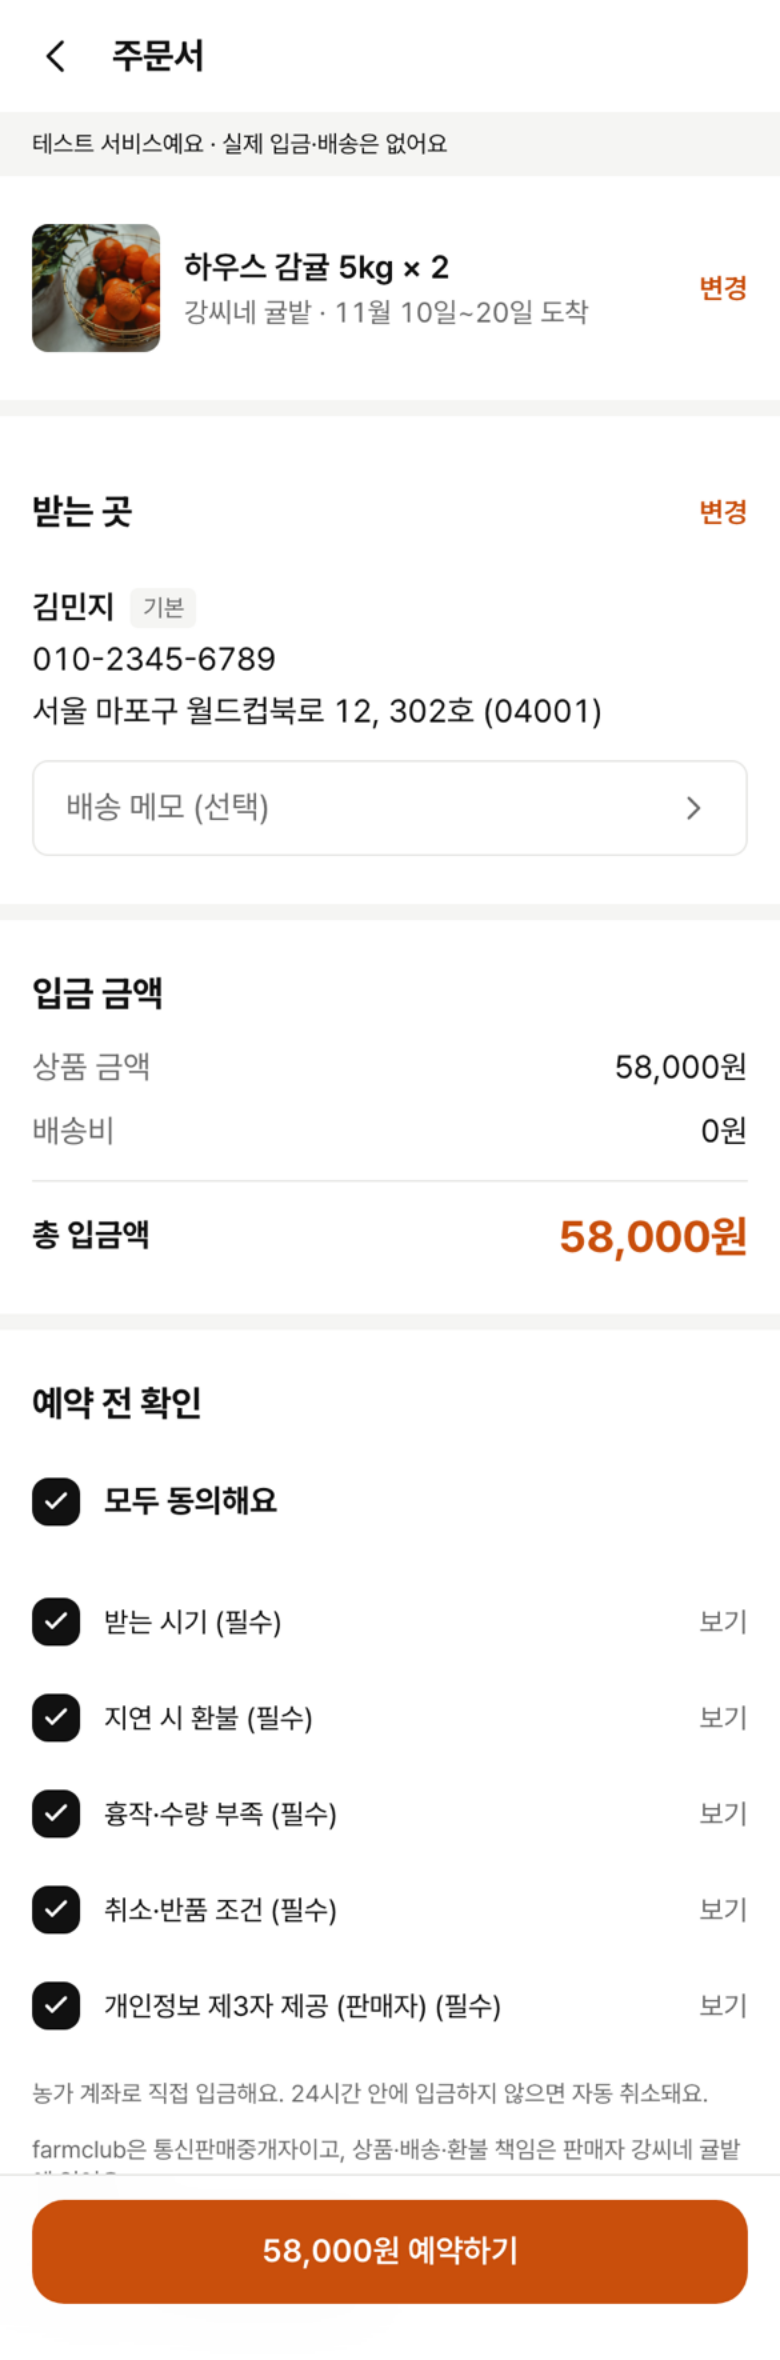 주문서
테스트 서비스예요 · 실제 입금·배송은 없어요
하우스 감귤 5kg × 2
강씨네 귤밭 · 11월 10일~20일 도착
변경
받는 곳
변경
김민지 기본
010-2345-6789
서울 마포구 월드컵북로 12, 302호 (04001)
배송 메모 (선택)
입금 금액
상품 금액 58,000원
배송비 0원
총 입금액 58,000원
예약 전 확인
모두 동의해요
받는 시기 (필수) 보기
지연 시 환불 (필수) 보기
흉작·수량 부족 (필수) 보기
취소·반품 조건 (필수) 보기
개인정보 제3자 제공 (판매자) (필수) 보기
농가 계좌로 직접 입금해요. 24시간 안에 입금하지 않으면 자동 취소돼요.
farmclub은 통신판매중개자이고, 상품·배송·환불 책임은 판매자 강씨네 귤밭
58,000원 예약하기